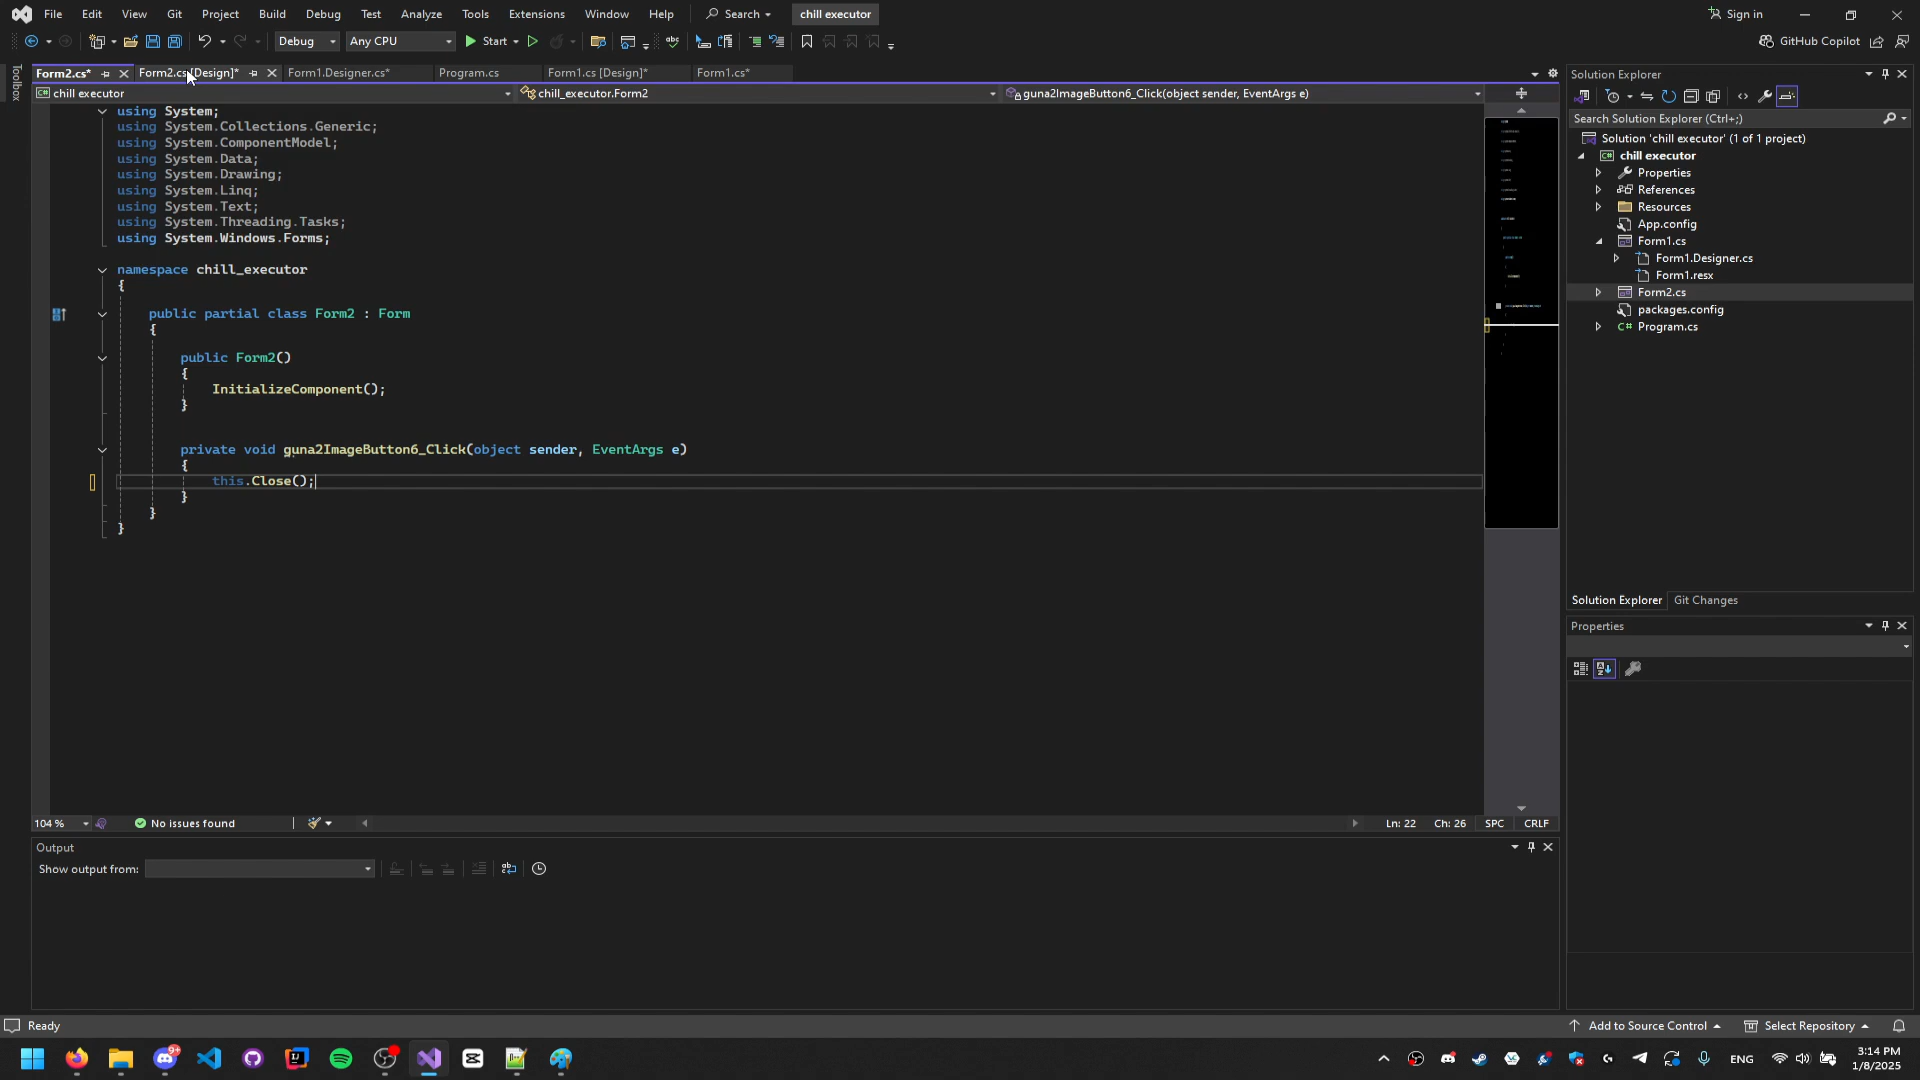 File Edit View Git Project Build Debug Test Analyze Tools Extensions Window Help Search chill executor Sign in
Debug Any CPU Start GitHub Copilot
Toolbox
Form2.cs* Form2.cs [Design]* Form1.Designer.cs* Program.cs Form1.cs [Design]* Form1.cs*
chill executor chill_executor.Form2 guna2ImageButton6_Click(object sender, EventArgs e)
using System;
using System.Collections.Generic;
using System.ComponentModel;
using System.Data;
using System.Drawing;
using System.Linq;
using System.Text;
using System.Threading.Tasks;
using System.Windows.Forms;
namespace chill_executor
{
public partial class Form2 : Form
{
public Form2()
{
InitializeComponent();
}
private void guna2ImageButton6_Click(object sender, EventArgs e)
{
this.Close();
}
}
}
104 % No issues found Ln: 22 Ch: 26 SPC CRLF
Output
Show output from:
Solution Explorer
Search Solution Explorer (Ctrl+;)
Solution 'chill executor' (1 of 1 project)
C# chill executor
Properties
References
Resources
App.config
Form1.cs
Form1.Designer.cs
Form1.resx
Form2.cs
packages.config
C# Program.cs
Solution Explorer Git Changes
Properties
Ready Add to Source Control Select Repository
9+ ENG 3:14 PM
1/8/2025